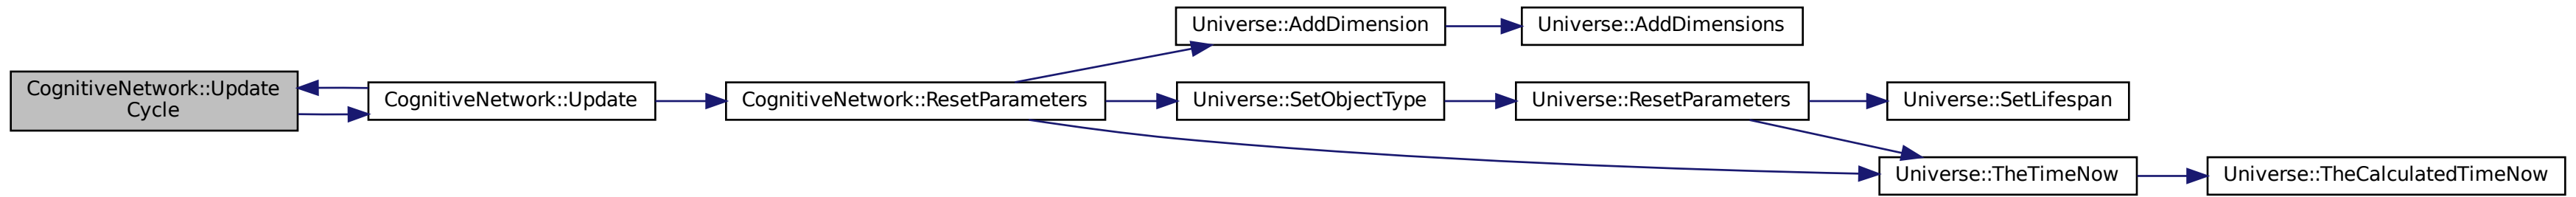 CognitiveNetwork::Update
Cycle
CognitiveNetwork::Update
CognitiveNetwork::ResetParameters
Universe::AddDimension
Universe::AddDimensions
Universe::SetObjectType
Universe::ResetParameters
Universe::SetLifespan
Universe::TheTimeNow
Universe::TheCalculatedTimeNow